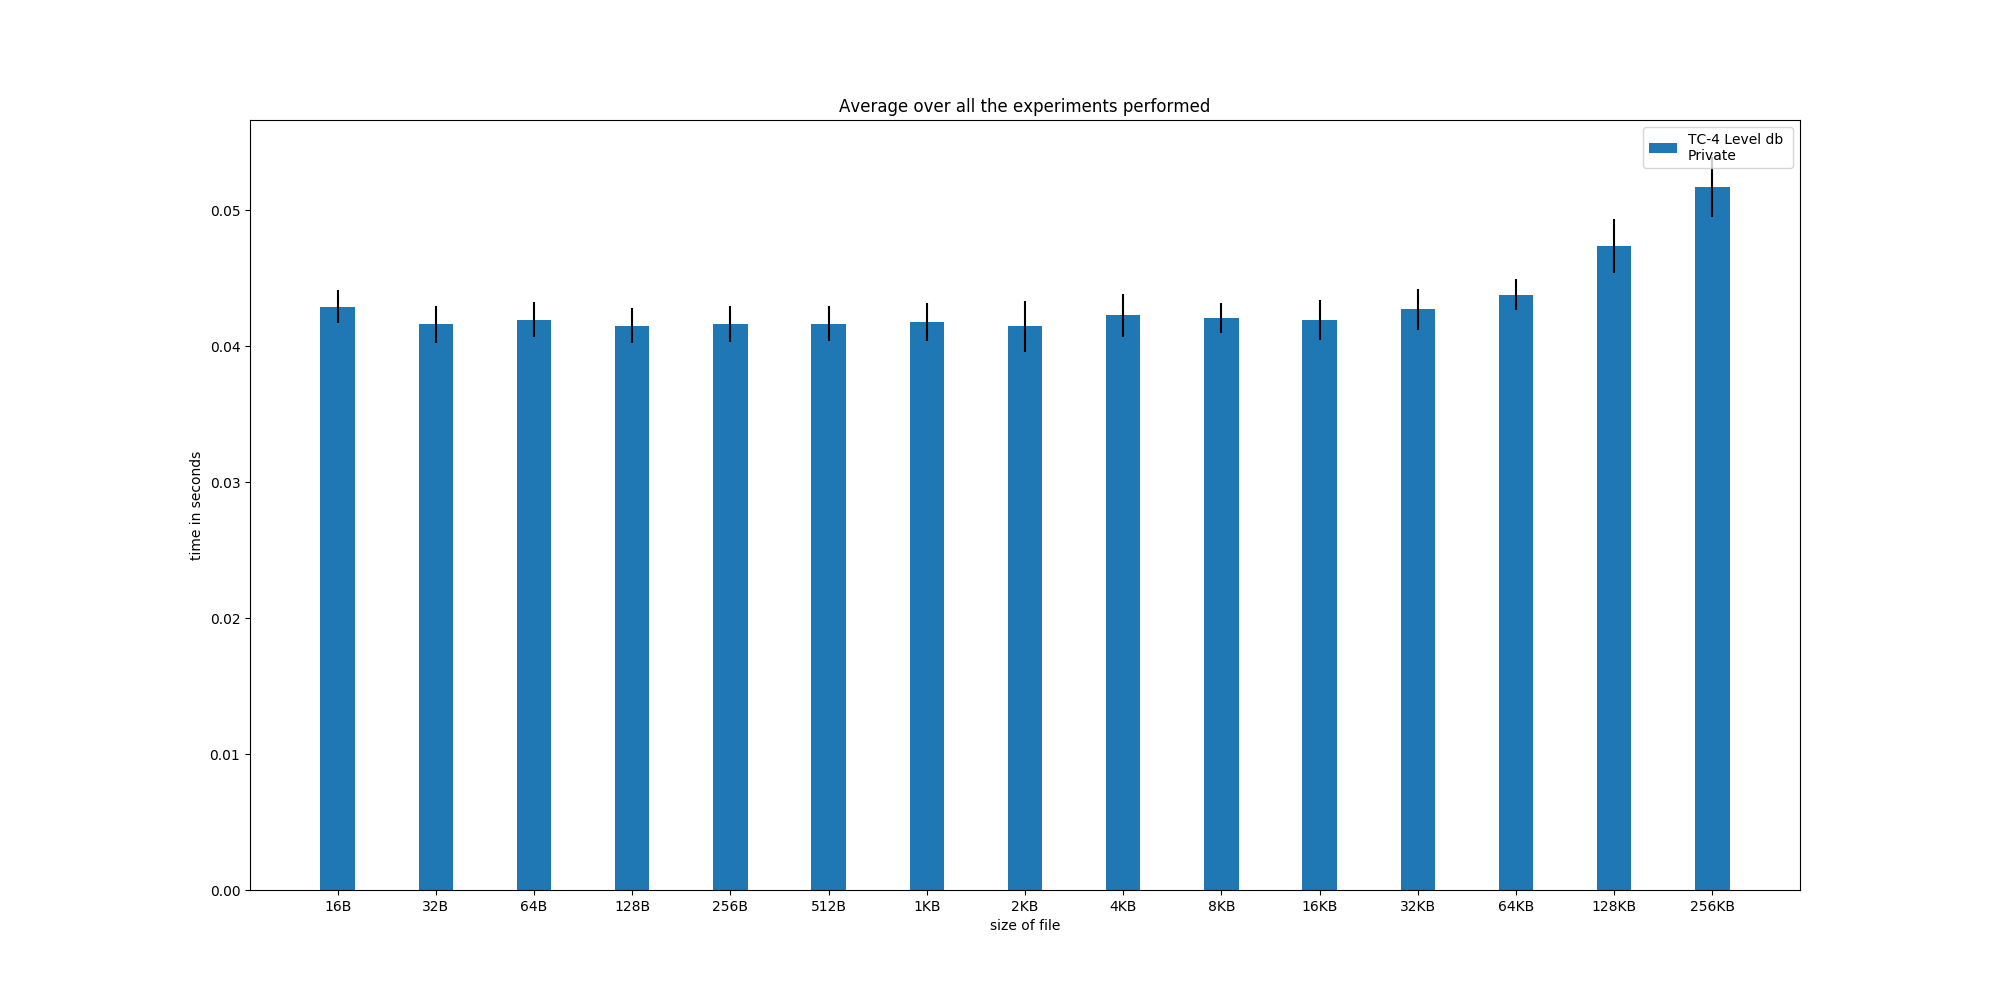 Average over all the experiments performed
TC-4 Level db
Private
0.05
0.04
0.03
0.02
0.01
0.00
time in seconds
16B 32B 64B 128B 256B 512B 1KB 2KB 4KB 8KB 16KB 32KB 64KB 128KB 256KB
size of file